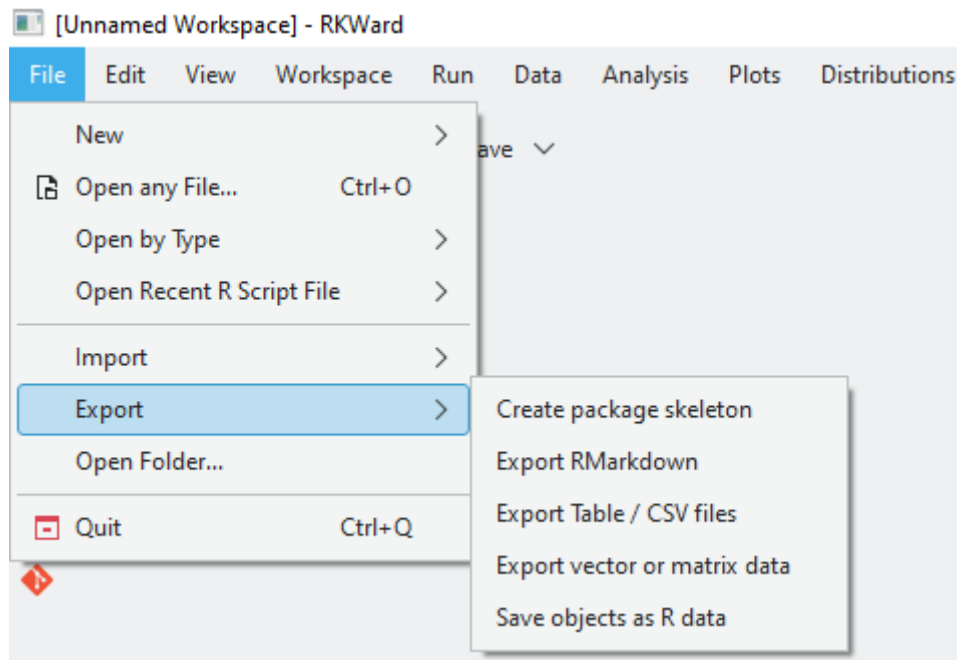 [Unnamed Workspace] - RKWard
File Edit View Workspace Run Data Analysis Plots Distributions
New
ave
Open any File... Ctrl+O
Open by Type
Open Recent R Script File
Import
Export
Create package skeleton
Export RMarkdown
Open Folder...
Export Table / CSV files
Quit Ctrl+Q
Export vector or matrix data
Save objects as R data